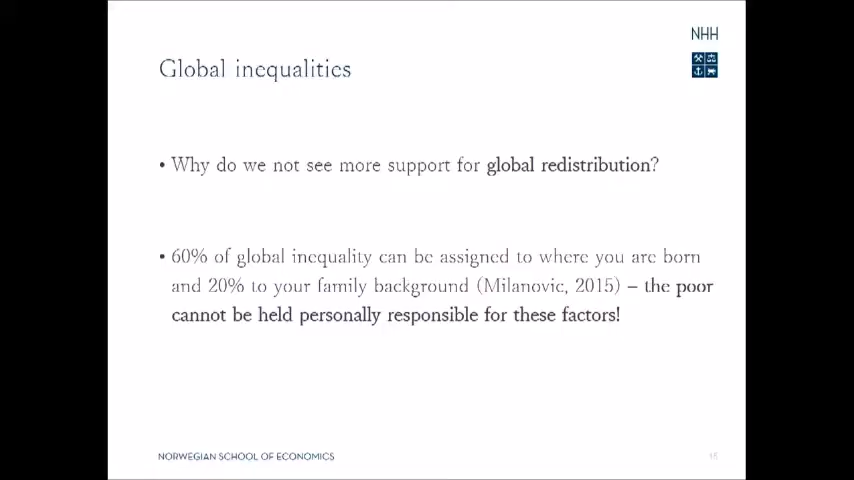 NHH
Global inequalities
• Why do we not see more support for global redistribution?
• 60% of global inequality can be assigned to where you are born
and 20% to your family background (Milanovic, 2015) – the poor
cannot be held personally responsible for these factors!
NORWEGIAN SCHOOL OF ECONOMICS